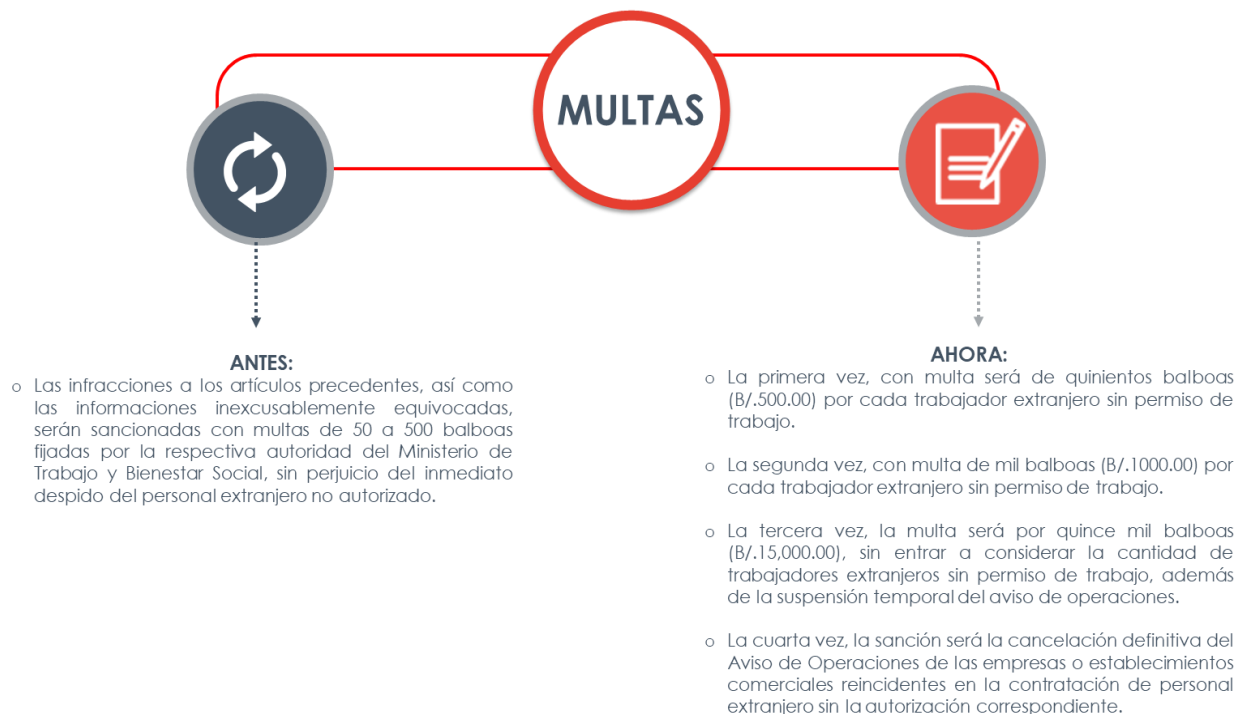 MULTAS
ANTES:
o Las infracciones a los artículos precedentes, así como
las informaciones inexcusablemente equivocadas,
serán sancionadas con multas de 50 a 500 balboas
fijadas por la respectiva autoridad del Ministerio de
Trabajo y Bienestar Social, sin perjuicio del inmediato
despido del personal extranjero no autorizado.
AHORA:
o La primera vez, con multa será de quinientos balboas
(B/.500.00) por cada trabajador extranjero sin permiso de
trabajo.
o La segunda vez, con multa de mil balboas (B/.1000.00) por
cada trabajador extranjero sin permiso de trabajo.
o La tercera vez, la multa será por quince mil balboas
(B/.15,000.00), sin entrar a considerar la cantidad de
trabajadores extranjeros sin permiso de trabajo, además
de la suspensión temporal del aviso de operaciones.
o La cuarta vez, la sanción será la cancelación definitiva del
Aviso de Operaciones de las empresas o establecimientos
comerciales reincidentes en la contratación de personal
extranjero sin la autorización correspondiente.